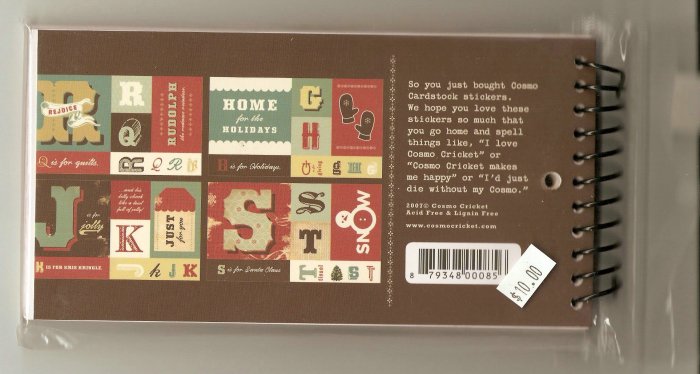 R
REJOICE
R
Q
RUDOLPH
HOME
for the
HOLIDAYS
G
H
Q is for quilts.
R Q R
H is for Holidays.
J
is for
jolly
K
JUST
for you
S
S
T
SNOW
K IS FOR KRIS KRINGLE.
k J K
S is for Santa Claus
T S T
So you just bought Cosmo
Cardstock stickers.
We hope you love these
stickers so much that
you go home and spell
things like, “I love
Cosmo Cricket” or
“Cosmo Cricket makes
me happy” or “I’d just
die without my Cosmo.”
2007© Cosmo Cricket
Acid Free & Lignin Free
www.cosmocricket.com
8 79348 00085
$10.00